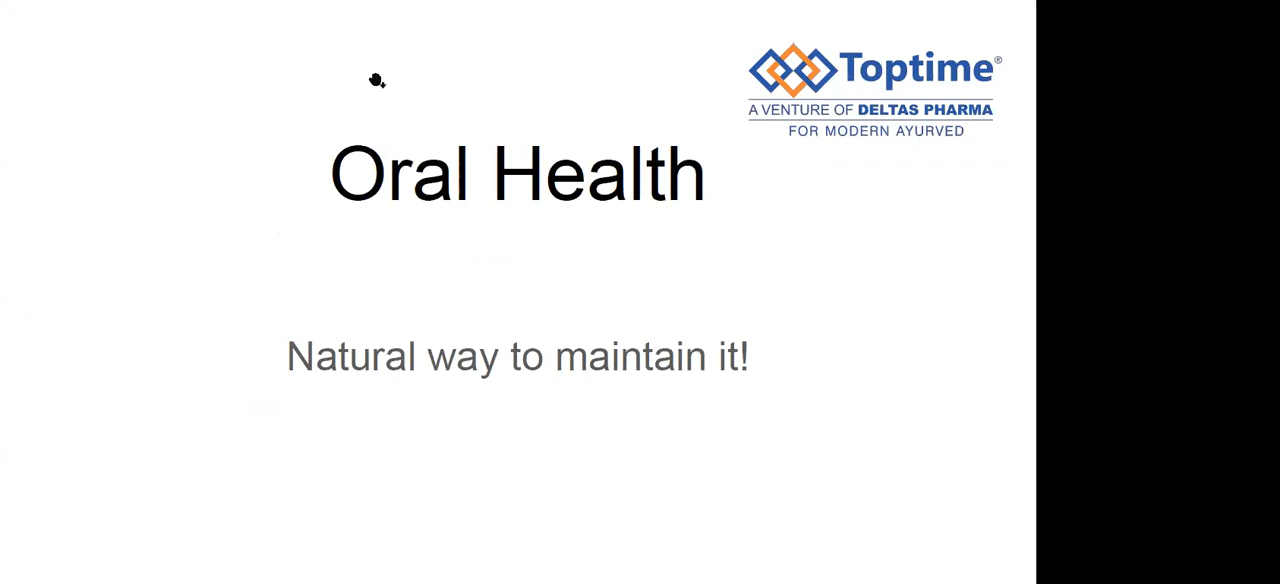 Toptime®
A VENTURE OF DELTAS PHARMA
FOR MODERN AYURVED
Oral Health
Natural way to maintain it!